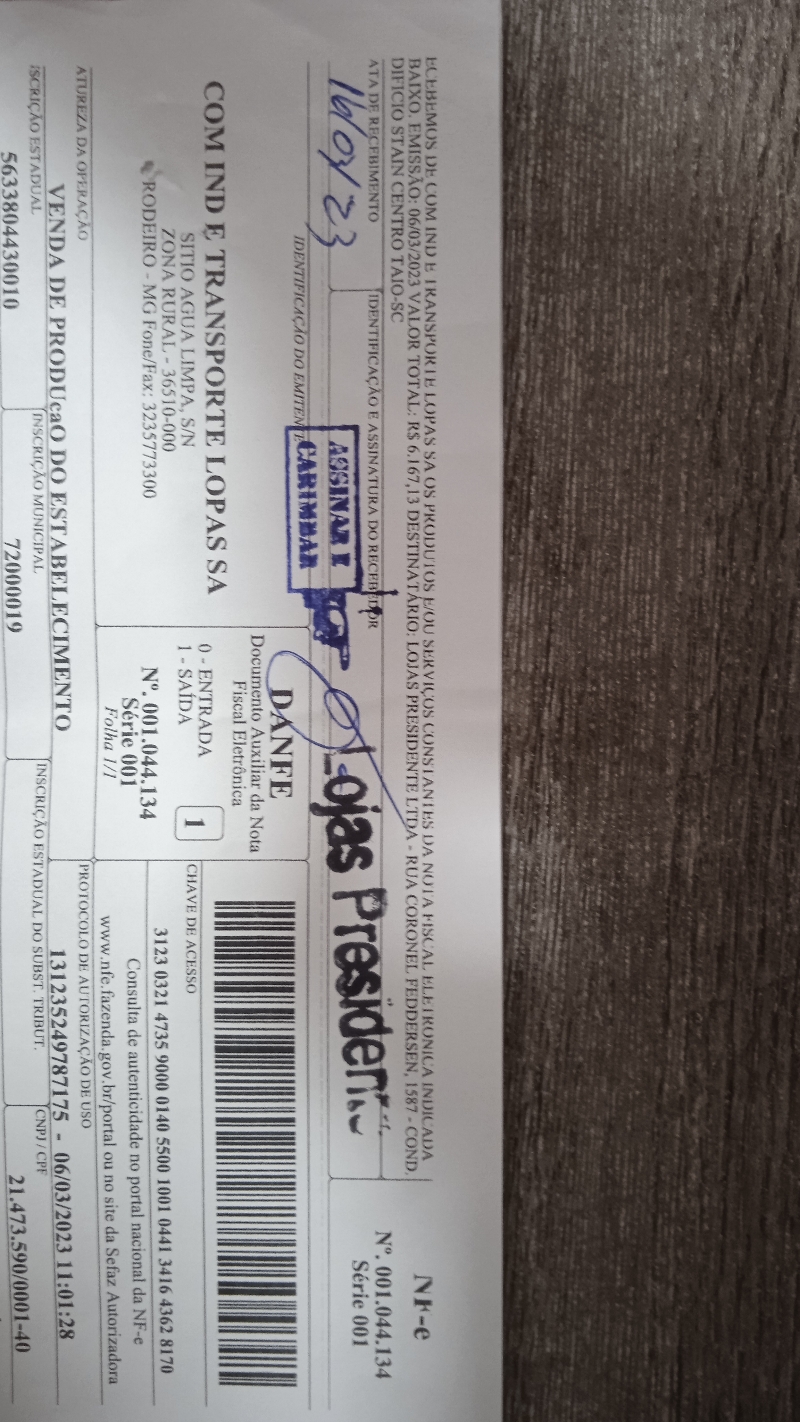 ECEBEMOS DE COM IND E TRANSPORTE LOPAS SA OS PRODUTOS E/OU SERVIÇOS CONSTANTES DA NOTA FISCAL ELETRÔNICA INDICADA
BAIXO. EMISSÃO: 06/03/2023 VALOR TOTAL: R$ 6.167,13 DESTINATÁRIO: LOJAS PRESIDENTE LTDA - RUA CORONEL FEDDERSEN, 1587 - COND.
DIFICIO STAIN CENTRO TAIO-SC
NF-e
Nº. 001.044.134
Série 001
ATA DE RECEBIMENTO
IDENTIFICAÇÃO E ASSINATURA DO RECEBEDOR
16/03/23
ASSINAR E
CARIMBAR
Lojas Presiden
IDENTIFICAÇÃO DO EMITENTE
COM IND E TRANSPORTE LOPAS SA
SITIO AGUA LIMPA, S/N
ZONA RURAL - 36510-000
RODEIRO - MG Fone/Fax: 3235773300
DANFE
Documento Auxiliar da Nota
Fiscal Eletrônica
0 - ENTRADA
1 - SAÍDA
1
Nº. 001.044.134
Série 001
Folha 1/1
CHAVE DE ACESSO
3123 0321 4735 9000 0140 5500 1001 0441 3416 4362 8170
Consulta de autenticidade no portal nacional da NF-e
www.nfe.fazenda.gov.br/portal ou no site da Sefaz Autorizadora
ATUREZA DA OPERAÇÃO
VENDA DE PRODUcaO DO ESTABELECIMENTO
PROTOCOLO DE AUTORIZAÇÃO DE USO
131235249787175 - 06/03/2023 11:01:28
SCRIÇÃO ESTADUAL
5633804430010
INSCRIÇÃO MUNICIPAL
72000019
INSCRIÇÃO ESTADUAL DO SUBST. TRIBUT.
CNPJ / CPF
21.473.590/0001-40